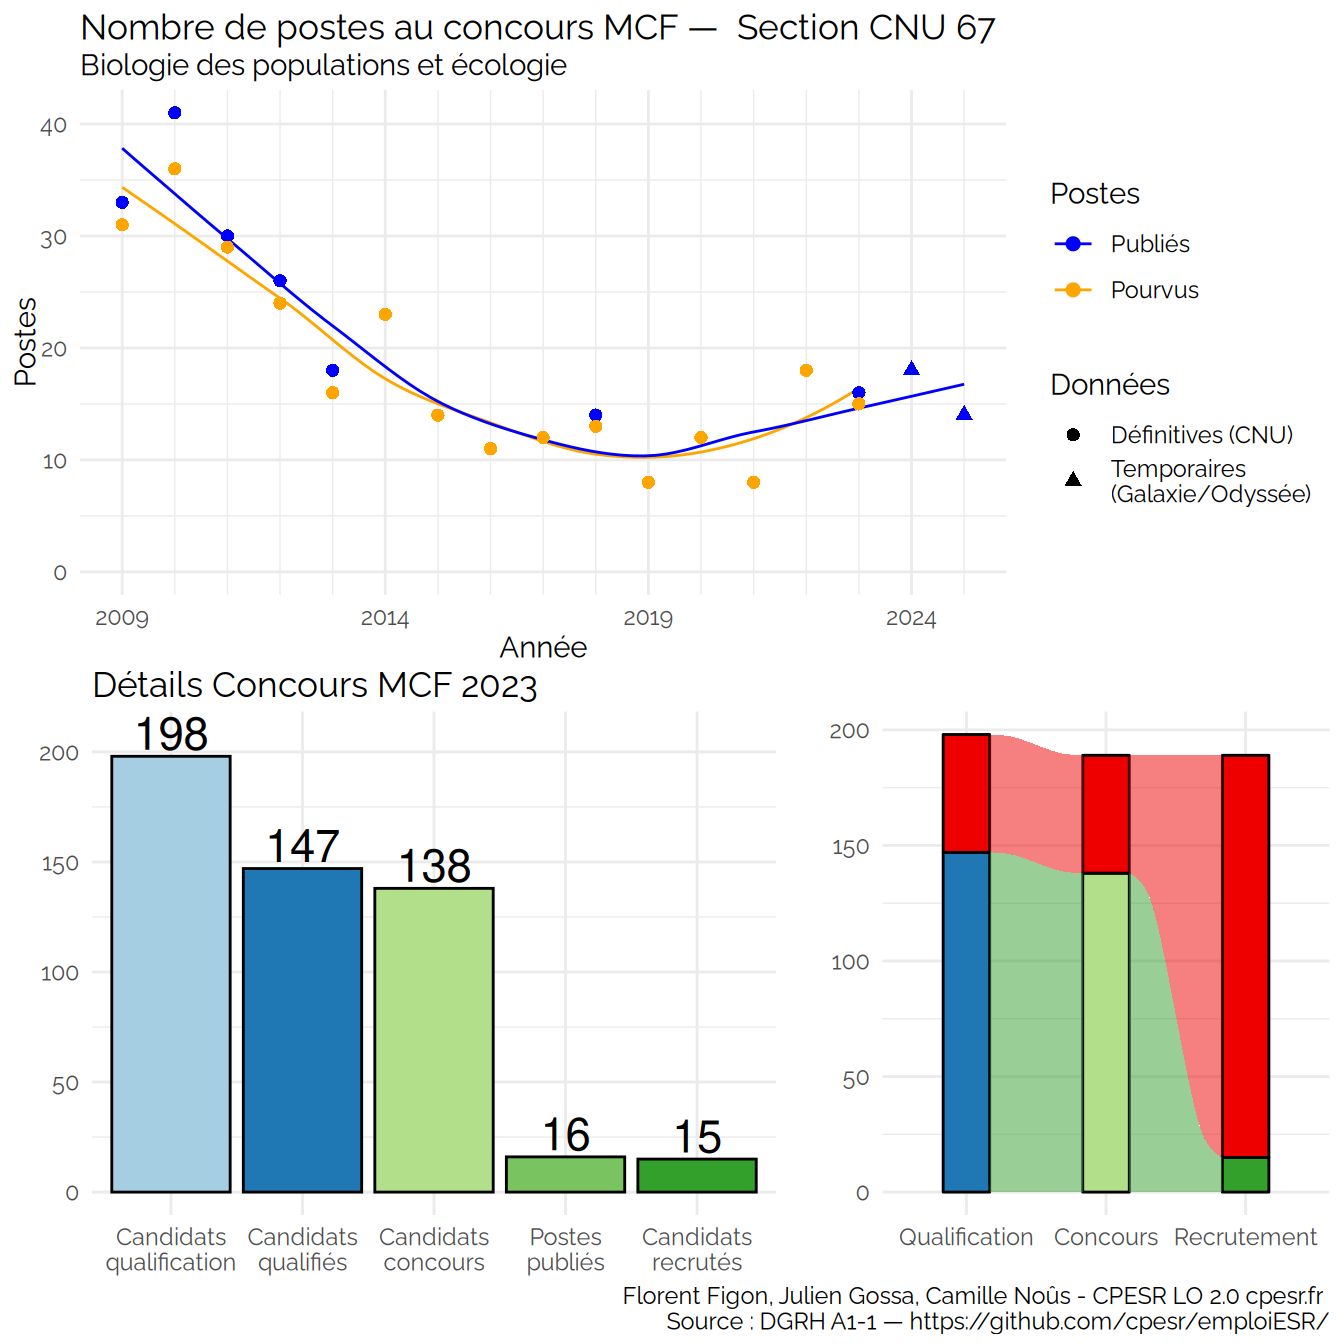 Nombre de postes au concours MCF — Section CNU 67
Biologie des populations et écologie
40
30
20
10
0
Postes
2009 2014 2019 2024
Année
Postes
Publiés
Pourvus
Données
Définitives (CNU)
Temporaires
(Galaxie/Odyssée)
Détails Concours MCF 2023
200
150
100
50
0
198
147
138
16
15
Candidats qualification
Candidats qualifiés
Candidats concours
Postes publiés
Candidats recrutés
200
150
100
50
0
Qualification Concours Recrutement
Florent Figon, Julien Gossa, Camille Noûs - CPESR LO 2.0 cpesr.fr
Source : DGRH A1-1 — https://github.com/cpesr/emploiESR/